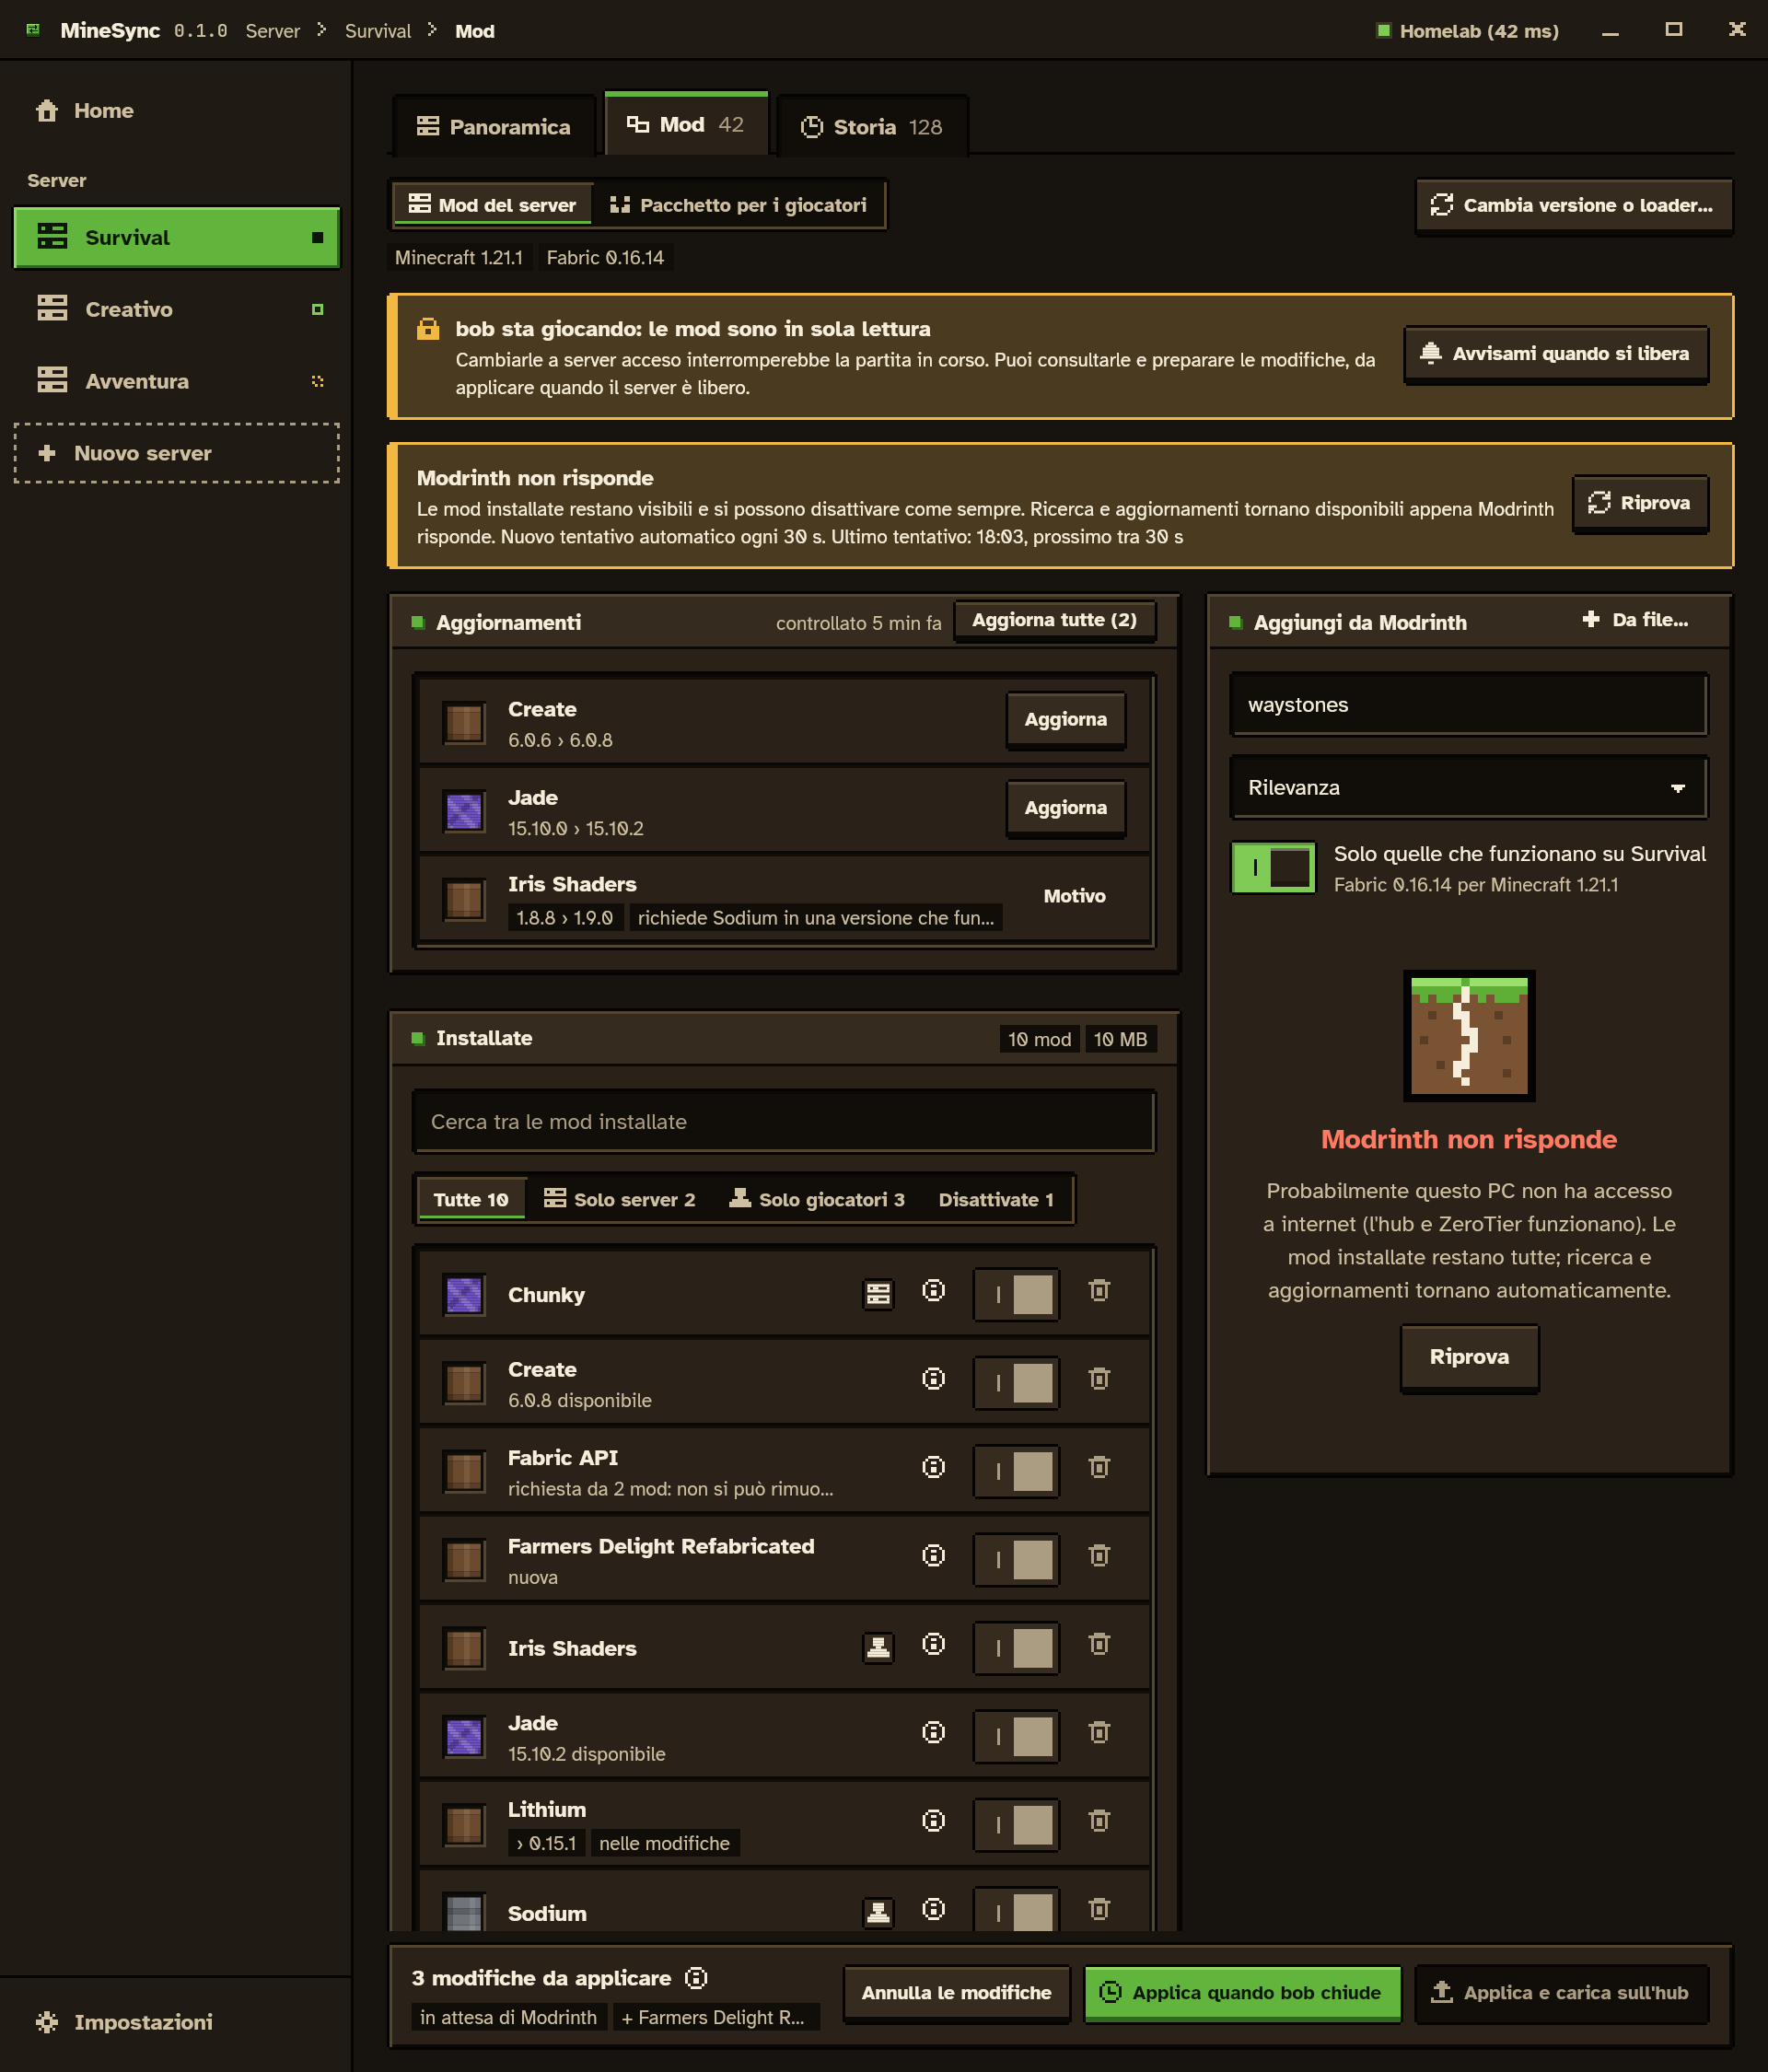 MineSync 0.1.0 Server > Survival > Mod
Homelab (42 ms)
Home
Server
Survival
Creativo
Avventura
Nuovo server
Impostazioni
Panoramica
Mod 42
Storia 128
Mod del server
Pacchetto per i giocatori
Cambia versione o loader...
Minecraft 1.21.1
Fabric 0.16.14
bob sta giocando: le mod sono in sola lettura
Cambiarle a server acceso interromperebbe la partita in corso. Puoi consultarle e preparare le modifiche, da
applicare quando il server è libero.
Avvisami quando si libera
Modrinth non risponde
Le mod installate restano visibili e si possono disattivare come sempre. Ricerca e aggiornamenti tornano disponibili appena Modrinth
risponde. Nuovo tentativo automatico ogni 30 s. Ultimo tentativo: 18:03, prossimo tra 30 s
Riprova
Aggiornamenti
controllato 5 min fa
Aggiorna tutte (2)
Create
6.0.6 › 6.0.8
Aggiorna
Jade
15.10.0 › 15.10.2
Aggiorna
Iris Shaders
1.8.8 › 1.9.0
richiede Sodium in una versione che fun...
Motivo
Installate
10 mod
10 MB
Cerca tra le mod installate
Tutte 10
Solo server 2
Solo giocatori 3
Disattivate 1
Chunky
Create
6.0.8 disponibile
Fabric API
richiesta da 2 mod: non si può rimuo...
Farmers Delight Refabricated
nuova
Iris Shaders
Jade
15.10.2 disponibile
Lithium
› 0.15.1
nelle modifiche
Sodium
Aggiungi da Modrinth
Da file...
waystones
Rilevanza
Solo quelle che funzionano su Survival
Fabric 0.16.14 per Minecraft 1.21.1
Modrinth non risponde
Probabilmente questo PC non ha accesso
a internet (l'hub e ZeroTier funzionano). Le
mod installate restano tutte; ricerca e
aggiornamenti tornano automaticamente.
Riprova
3 modifiche da applicare
in attesa di Modrinth
+ Farmers Delight R...
Annulla le modifiche
Applica quando bob chiude
Applica e carica sull'hub